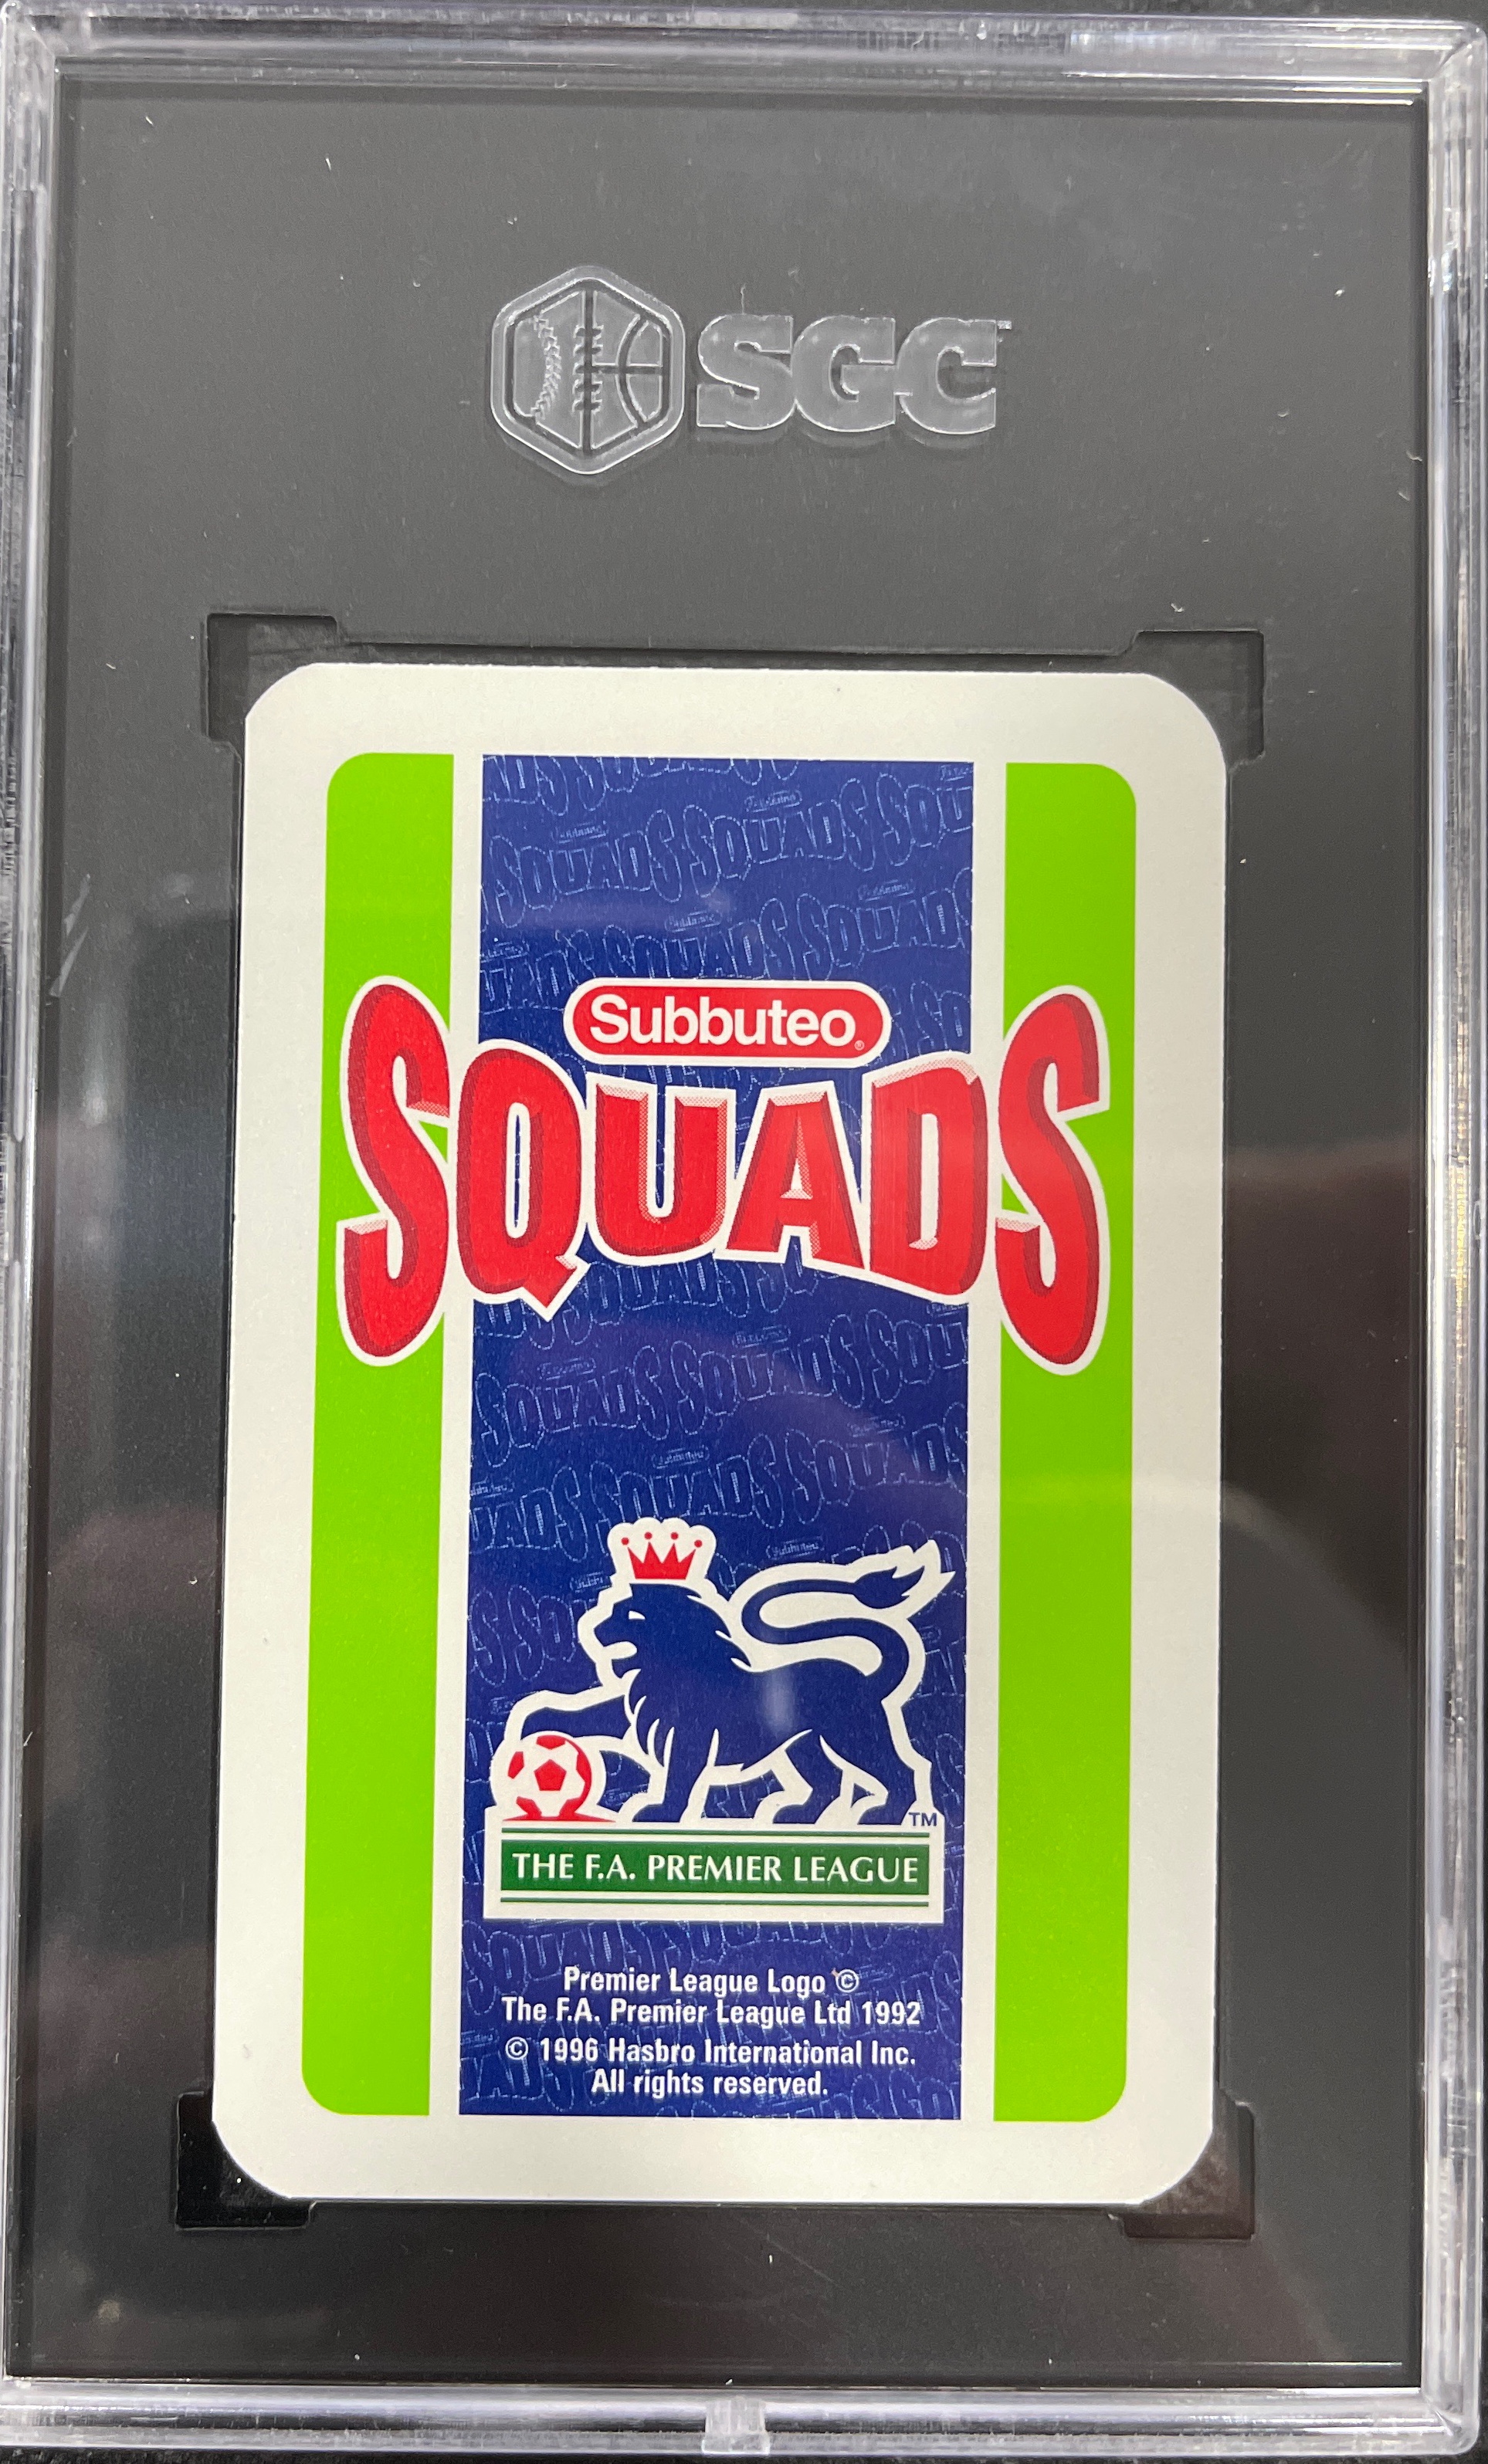 SGC
Subbuteo®
SQUADS
TM
THE F.A. PREMIER LEAGUE
Premier League Logo ©
The F.A. Premier League Ltd 1992
© 1996 Hasbro International Inc.
All rights reserved.